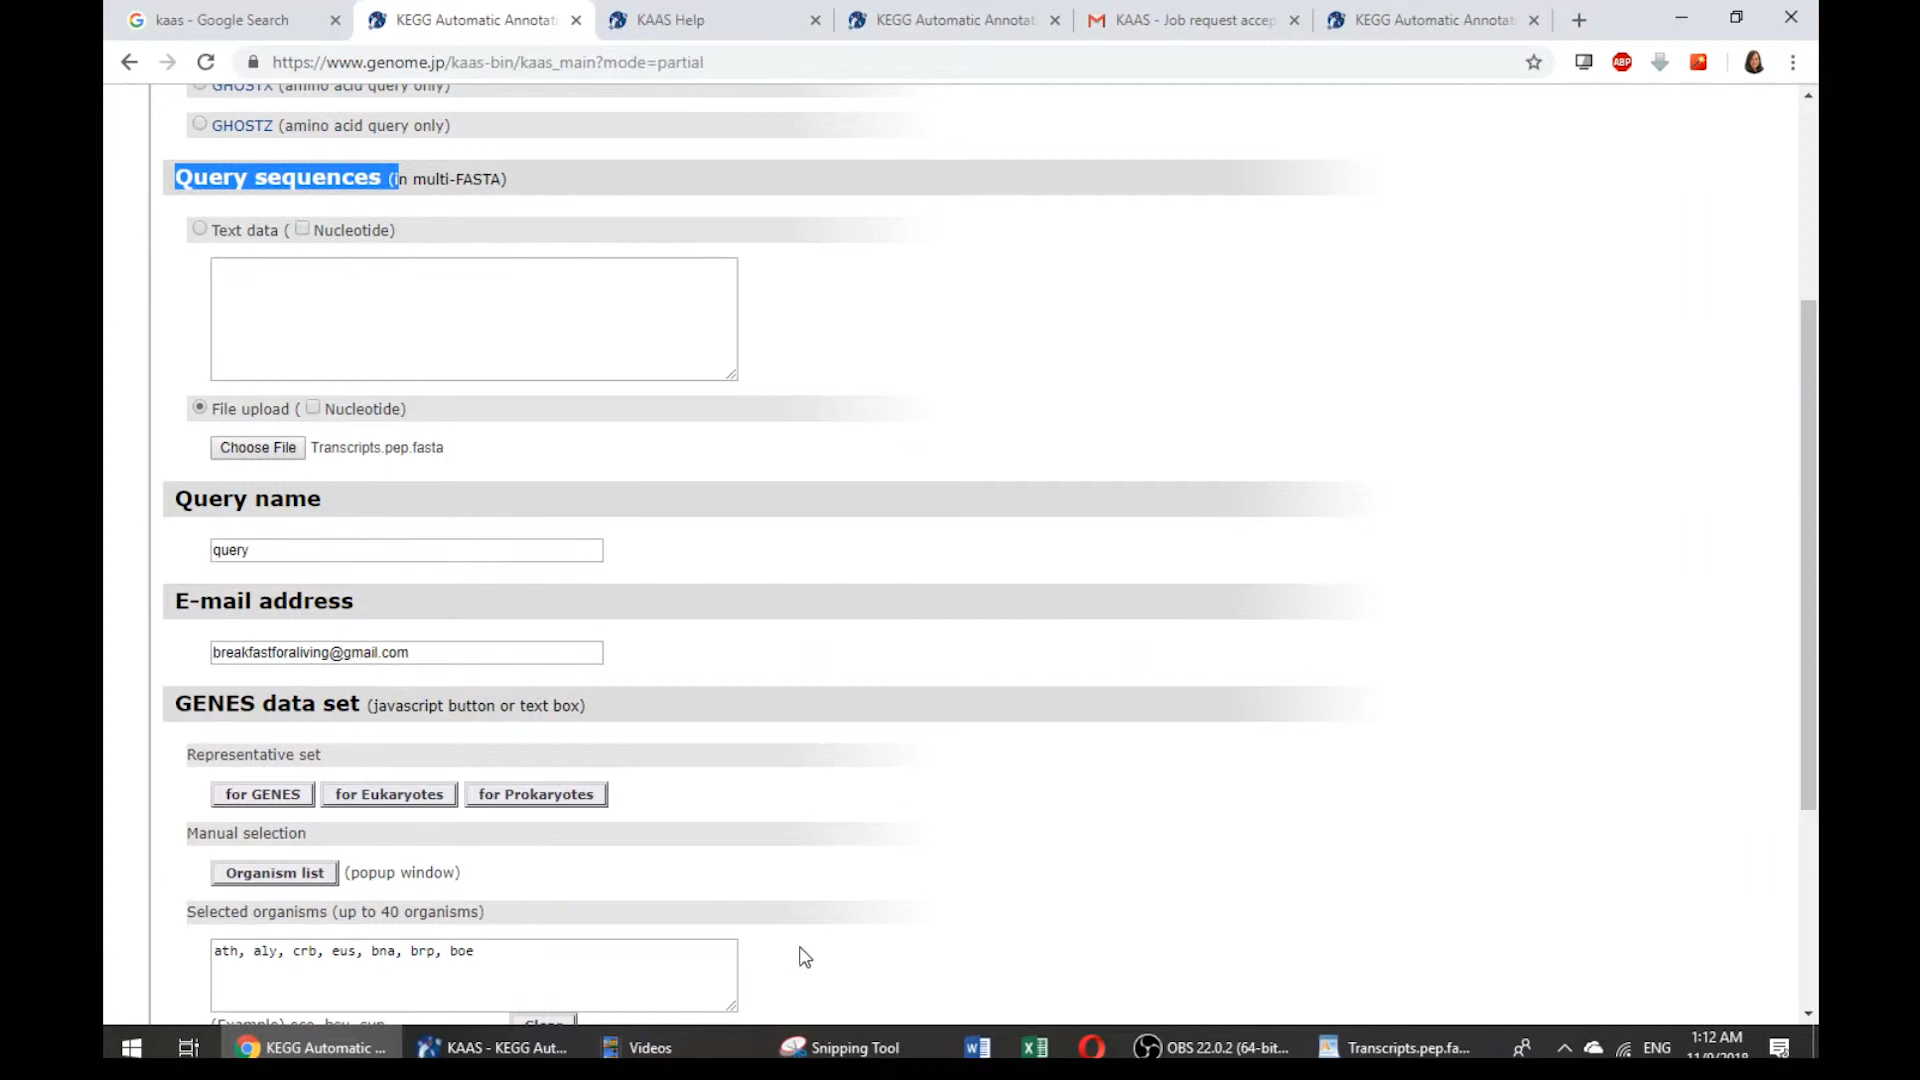 kaas - Google Search
KEGG Automatic Annotat
KAAS Help
KEGG Automatic Annotat
KAAS - Job request accep
KEGG Automatic Annotat
https://www.genome.jp/kaas-bin/kaas_main?mode=partial
ABP
GHOSTX (amino acid query only)
GHOSTZ (amino acid query only)
Query sequences (in multi-FASTA)
Text data ( Nucleotide)
File upload ( Nucleotide)
Choose File Transcripts.pep.fasta
Query name
query
E-mail address
breakfastforaliving@gmail.com
GENES data set (javascript button or text box)
Representative set
for GENES for Eukaryotes for Prokaryotes
Manual selection
Organism list (popup window)
Selected organisms (up to 40 organisms)
ath, aly, crb, eus, bna, brp, boe
(Example) eco, bsu, syn Clear
KEGG Automatic ...
KAAS - KEGG Aut...
Videos
Snipping Tool
OBS 22.0.2 (64-bit...
Transcripts.pep.fa...
ENG
1:12 AM
11/9/2018